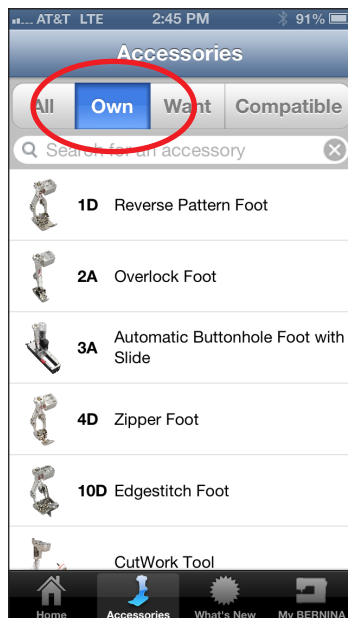 AT&T LTE 2:45 PM 91%
Accessories
All Own Want Compatible
Search for an accessory
1D Reverse Pattern Foot
2A Overlock Foot
3A Automatic Buttonhole Foot with
Slide
4D Zipper Foot
10D Edgestitch Foot
CutWork Tool
Home Accessories What's New My BERNINA